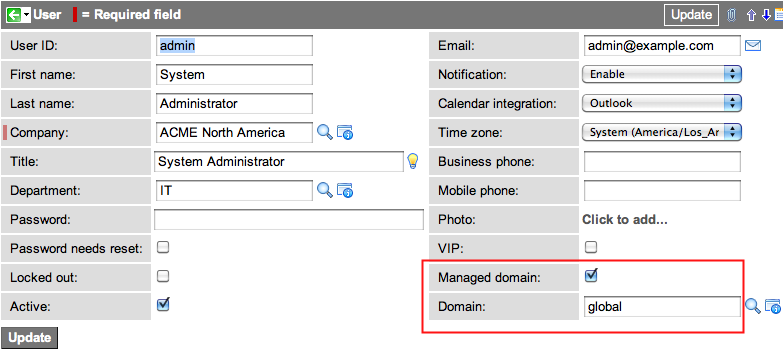 User = Required field Update
User ID: admin Email: admin@example.com
First name: System Notification: Enable
Last name: Administrator Calendar integration: Outlook
Company: ACME North America Time zone: System (America/Los_Ar
Title: System Administrator Business phone:
Department: IT Mobile phone:
Password: Photo: Click to add...
Password needs reset: VIP:
Locked out: Managed domain:
Active: Domain: global
Update